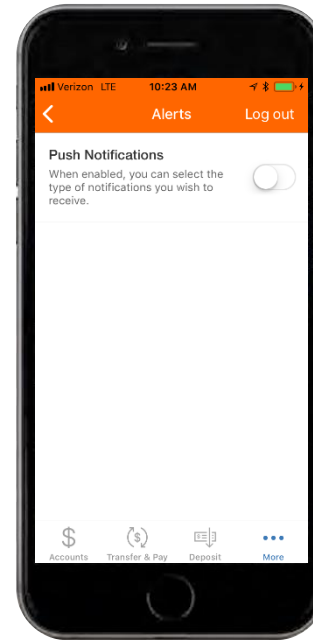 Verizon LTE 10:23 AM
Alerts Log out
Push Notifications
When enabled, you can select the
type of notifications you wish to
receive.
$
Accounts Transfer & Pay Deposit More